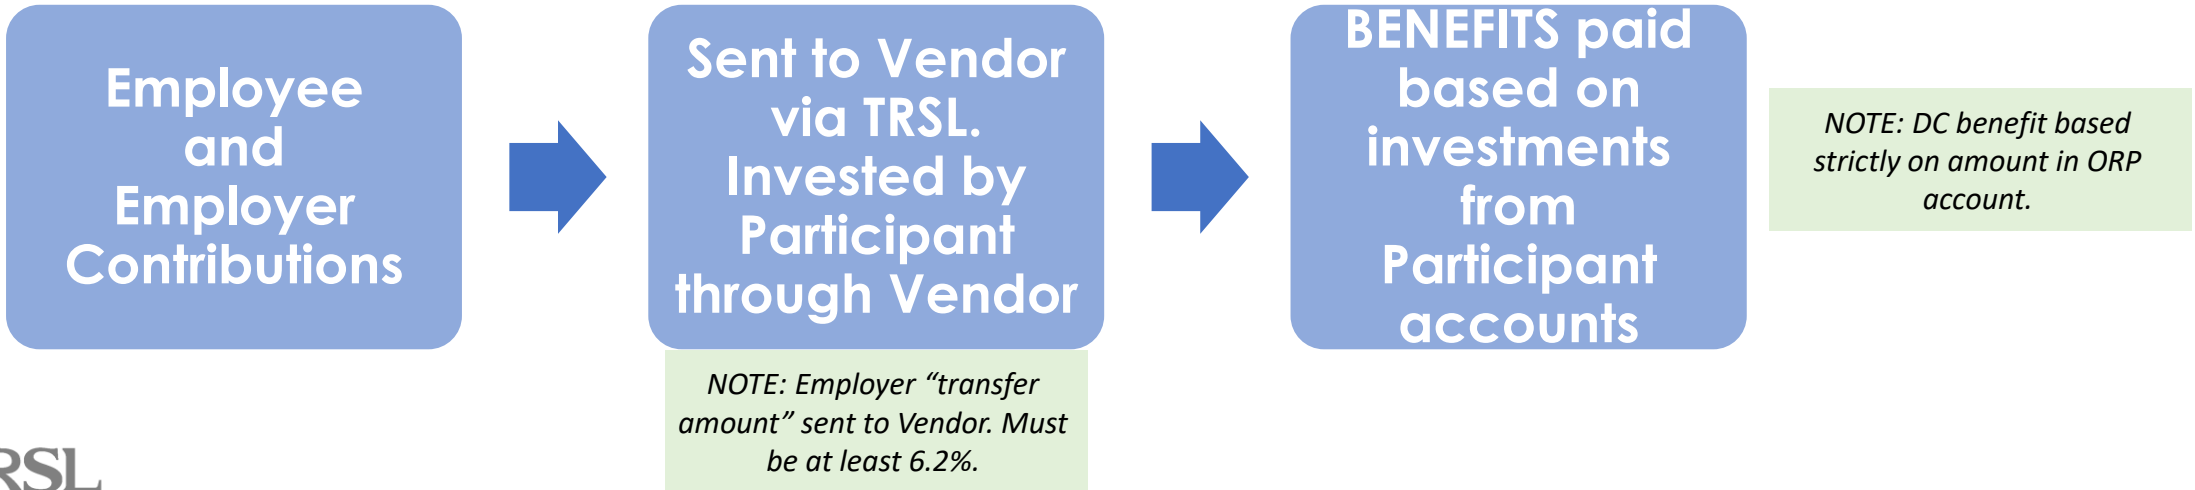 Employee
and
Employer
Contributions
Sent to Vendor
via TRSL.
Invested by
Participant
through Vendor
NOTE: Employer “transfer
amount” sent to Vendor. Must
be at least 6.2%.
BENEFITS paid
based on
investments
from
Participant
accounts
NOTE: DC benefit based
strictly on amount in ORP
account.
RSL